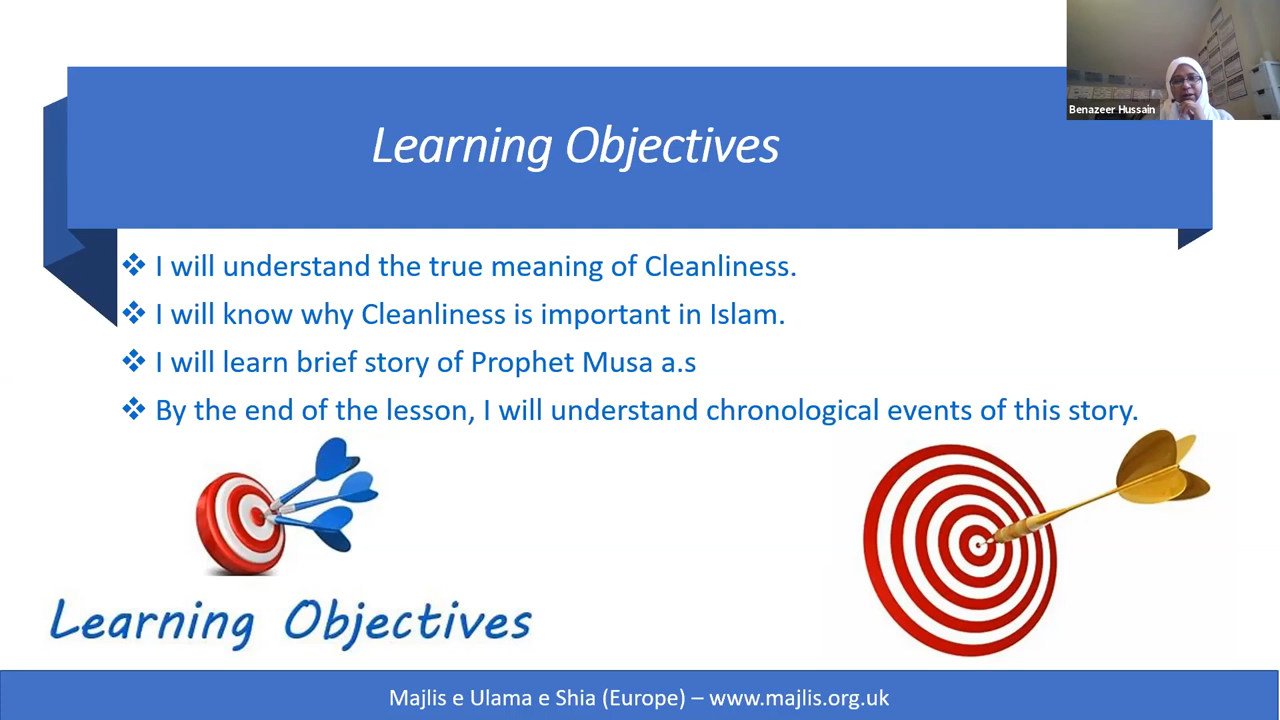 Benazeer Hussain
Learning Objectives
❖ I will understand the true meaning of Cleanliness.
❖ I will know why Cleanliness is important in Islam.
❖ I will learn brief story of Prophet Musa a.s
❖ By the end of the lesson, I will understand chronological events of this story.
Learning Objectives
Majlis e Ulama e Shia (Europe) – www.majlis.org.uk